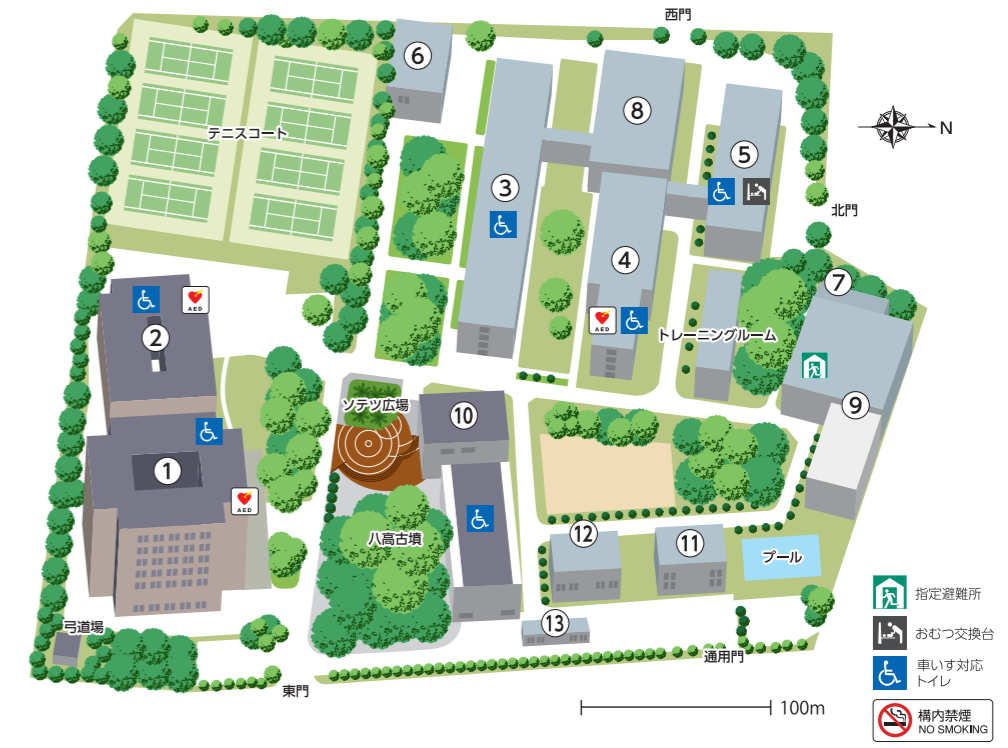 西門
⑥
テニスコート
⑧
N
⑤
③
北門
④
⑦
AED
②
AED
トレーニングルーム
ソテツ広場
⑩
⑨
①
AED
八高古墳
⑫
⑪
プール
指定避難所
弓道場
⑬
おむつ交換台
通用門
車いす対応
トイレ
東門
100m
構内禁煙
NO SMOKING